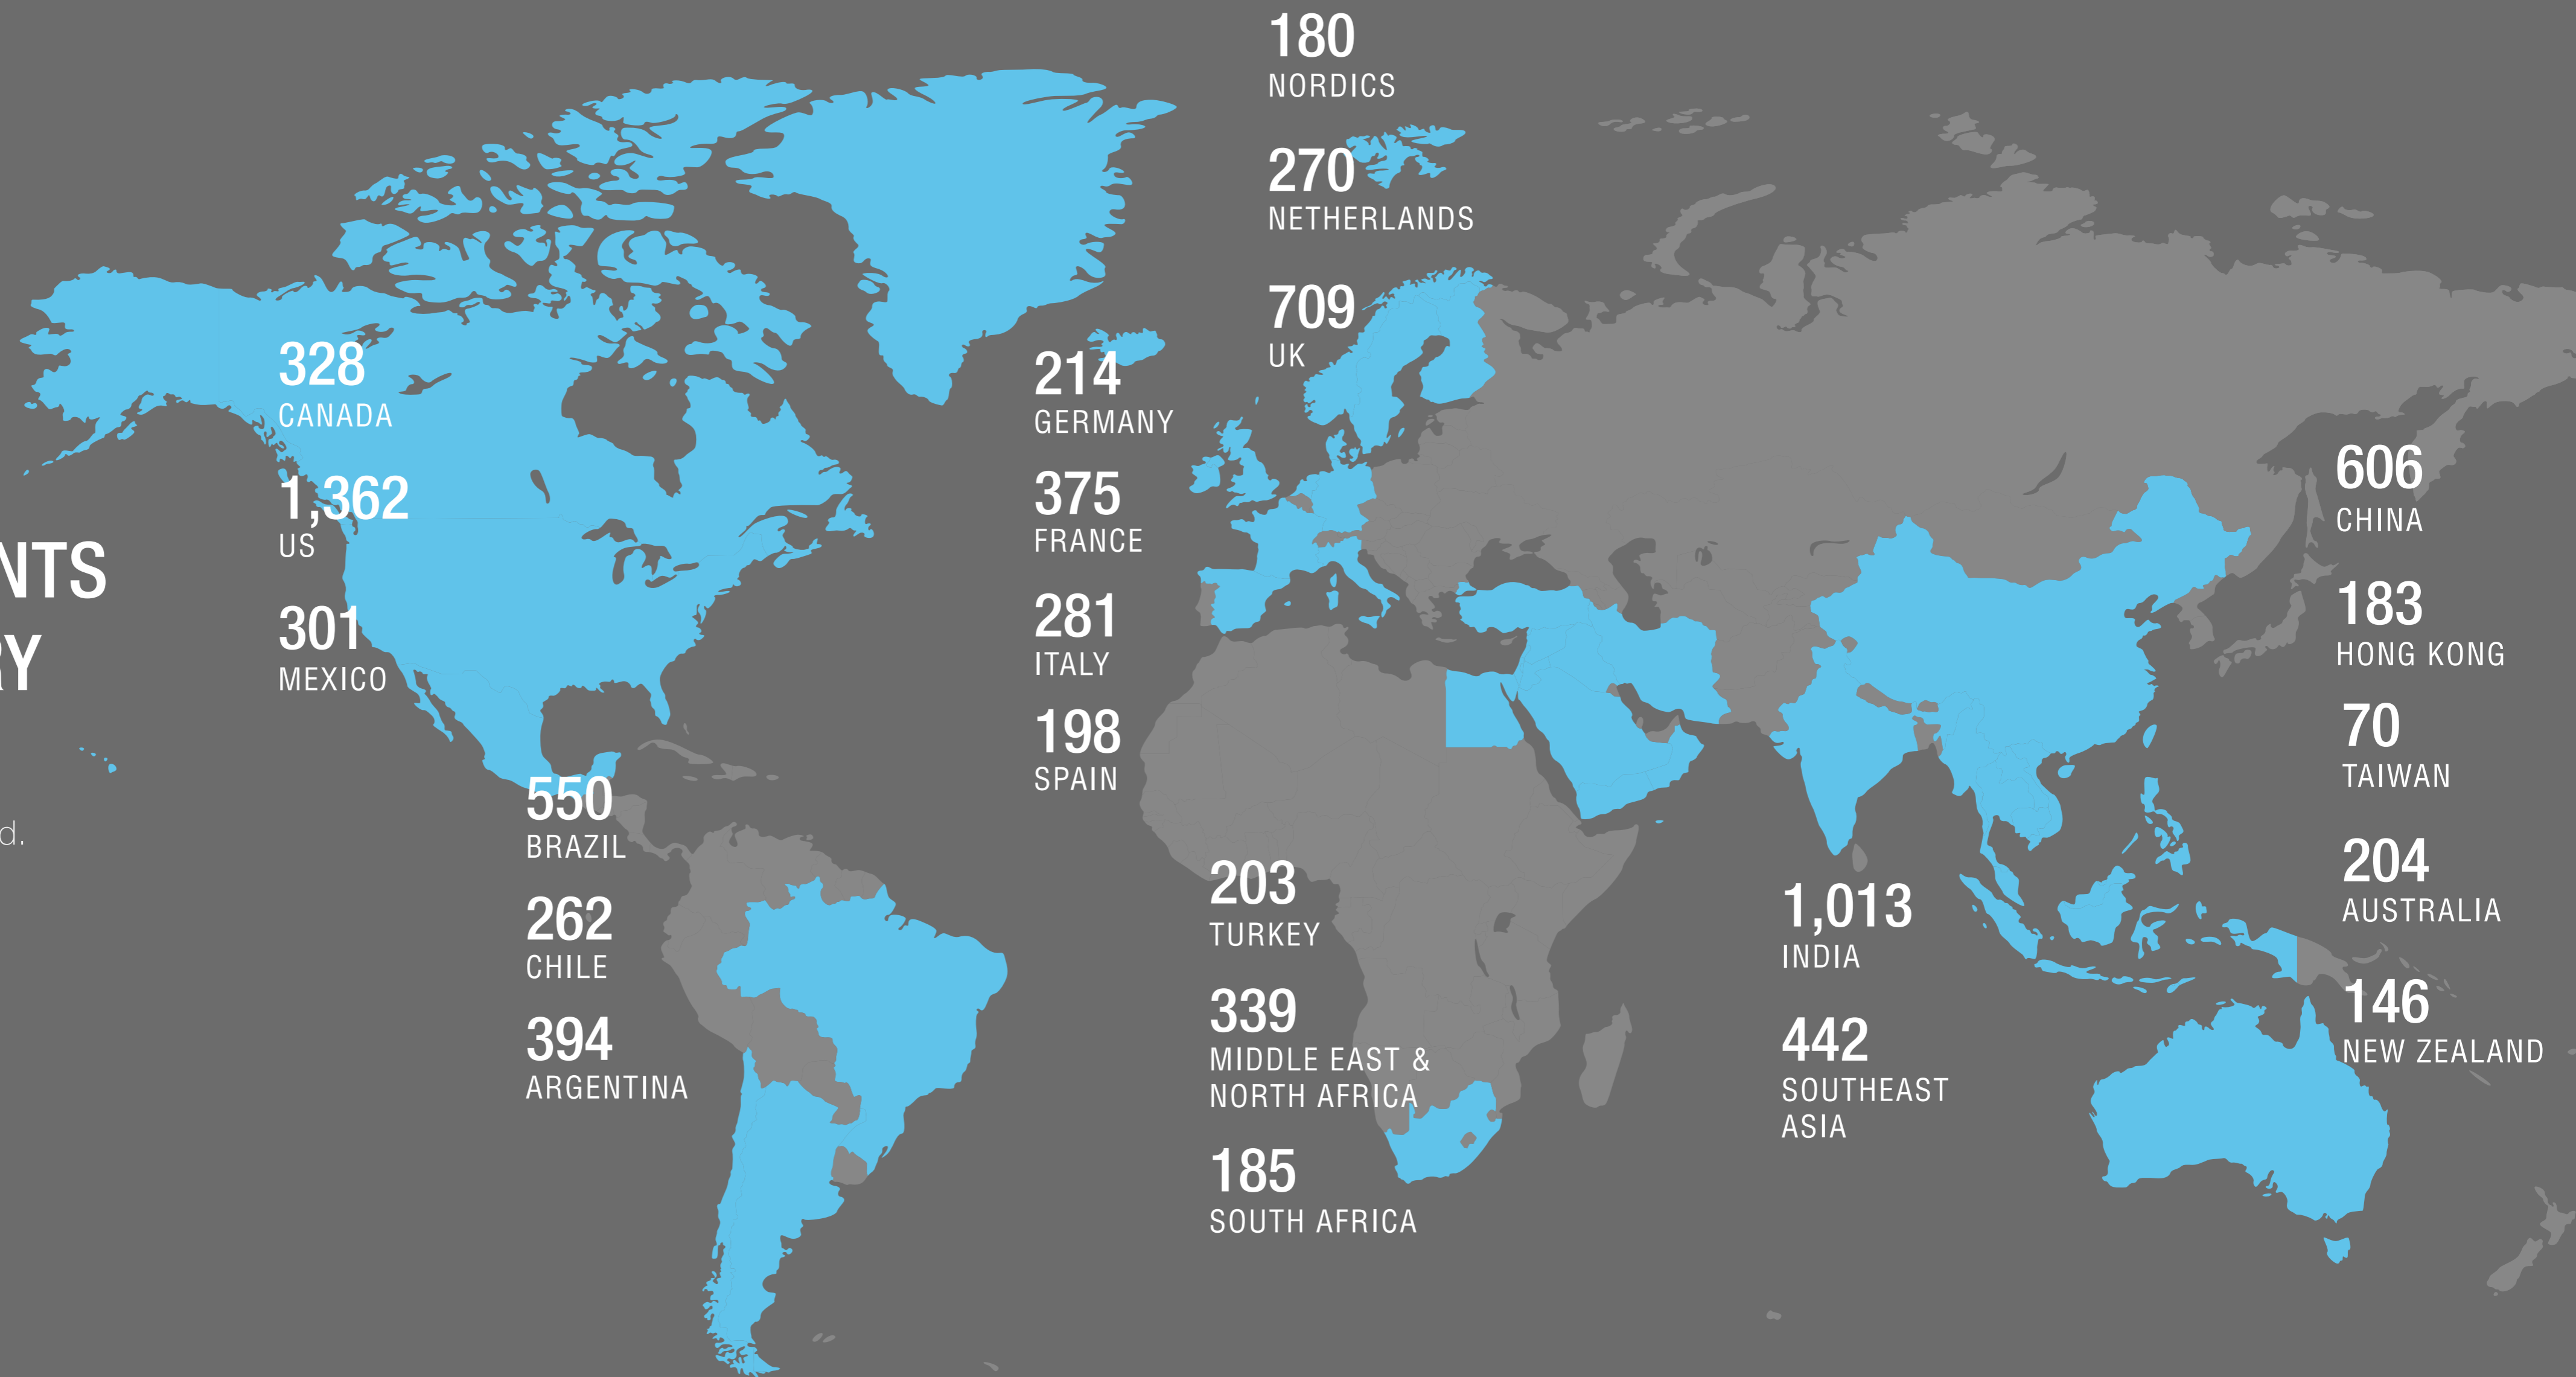 NTS
RY
d.
328
CANADA
1,362
US
301
MEXICO
550
BRAZIL
262
CHILE
394
ARGENTINA
180
NORDICS
270
NETHERLANDS
709
UK
214
GERMANY
375
FRANCE
281
ITALY
198
SPAIN
203
TURKEY
339
MIDDLE EAST &
NORTH AFRICA
185
SOUTH AFRICA
1,013
INDIA
442
SOUTHEAST
ASIA
606
CHINA
183
HONG KONG
70
TAIWAN
204
AUSTRALIA
146
NEW ZEALAND